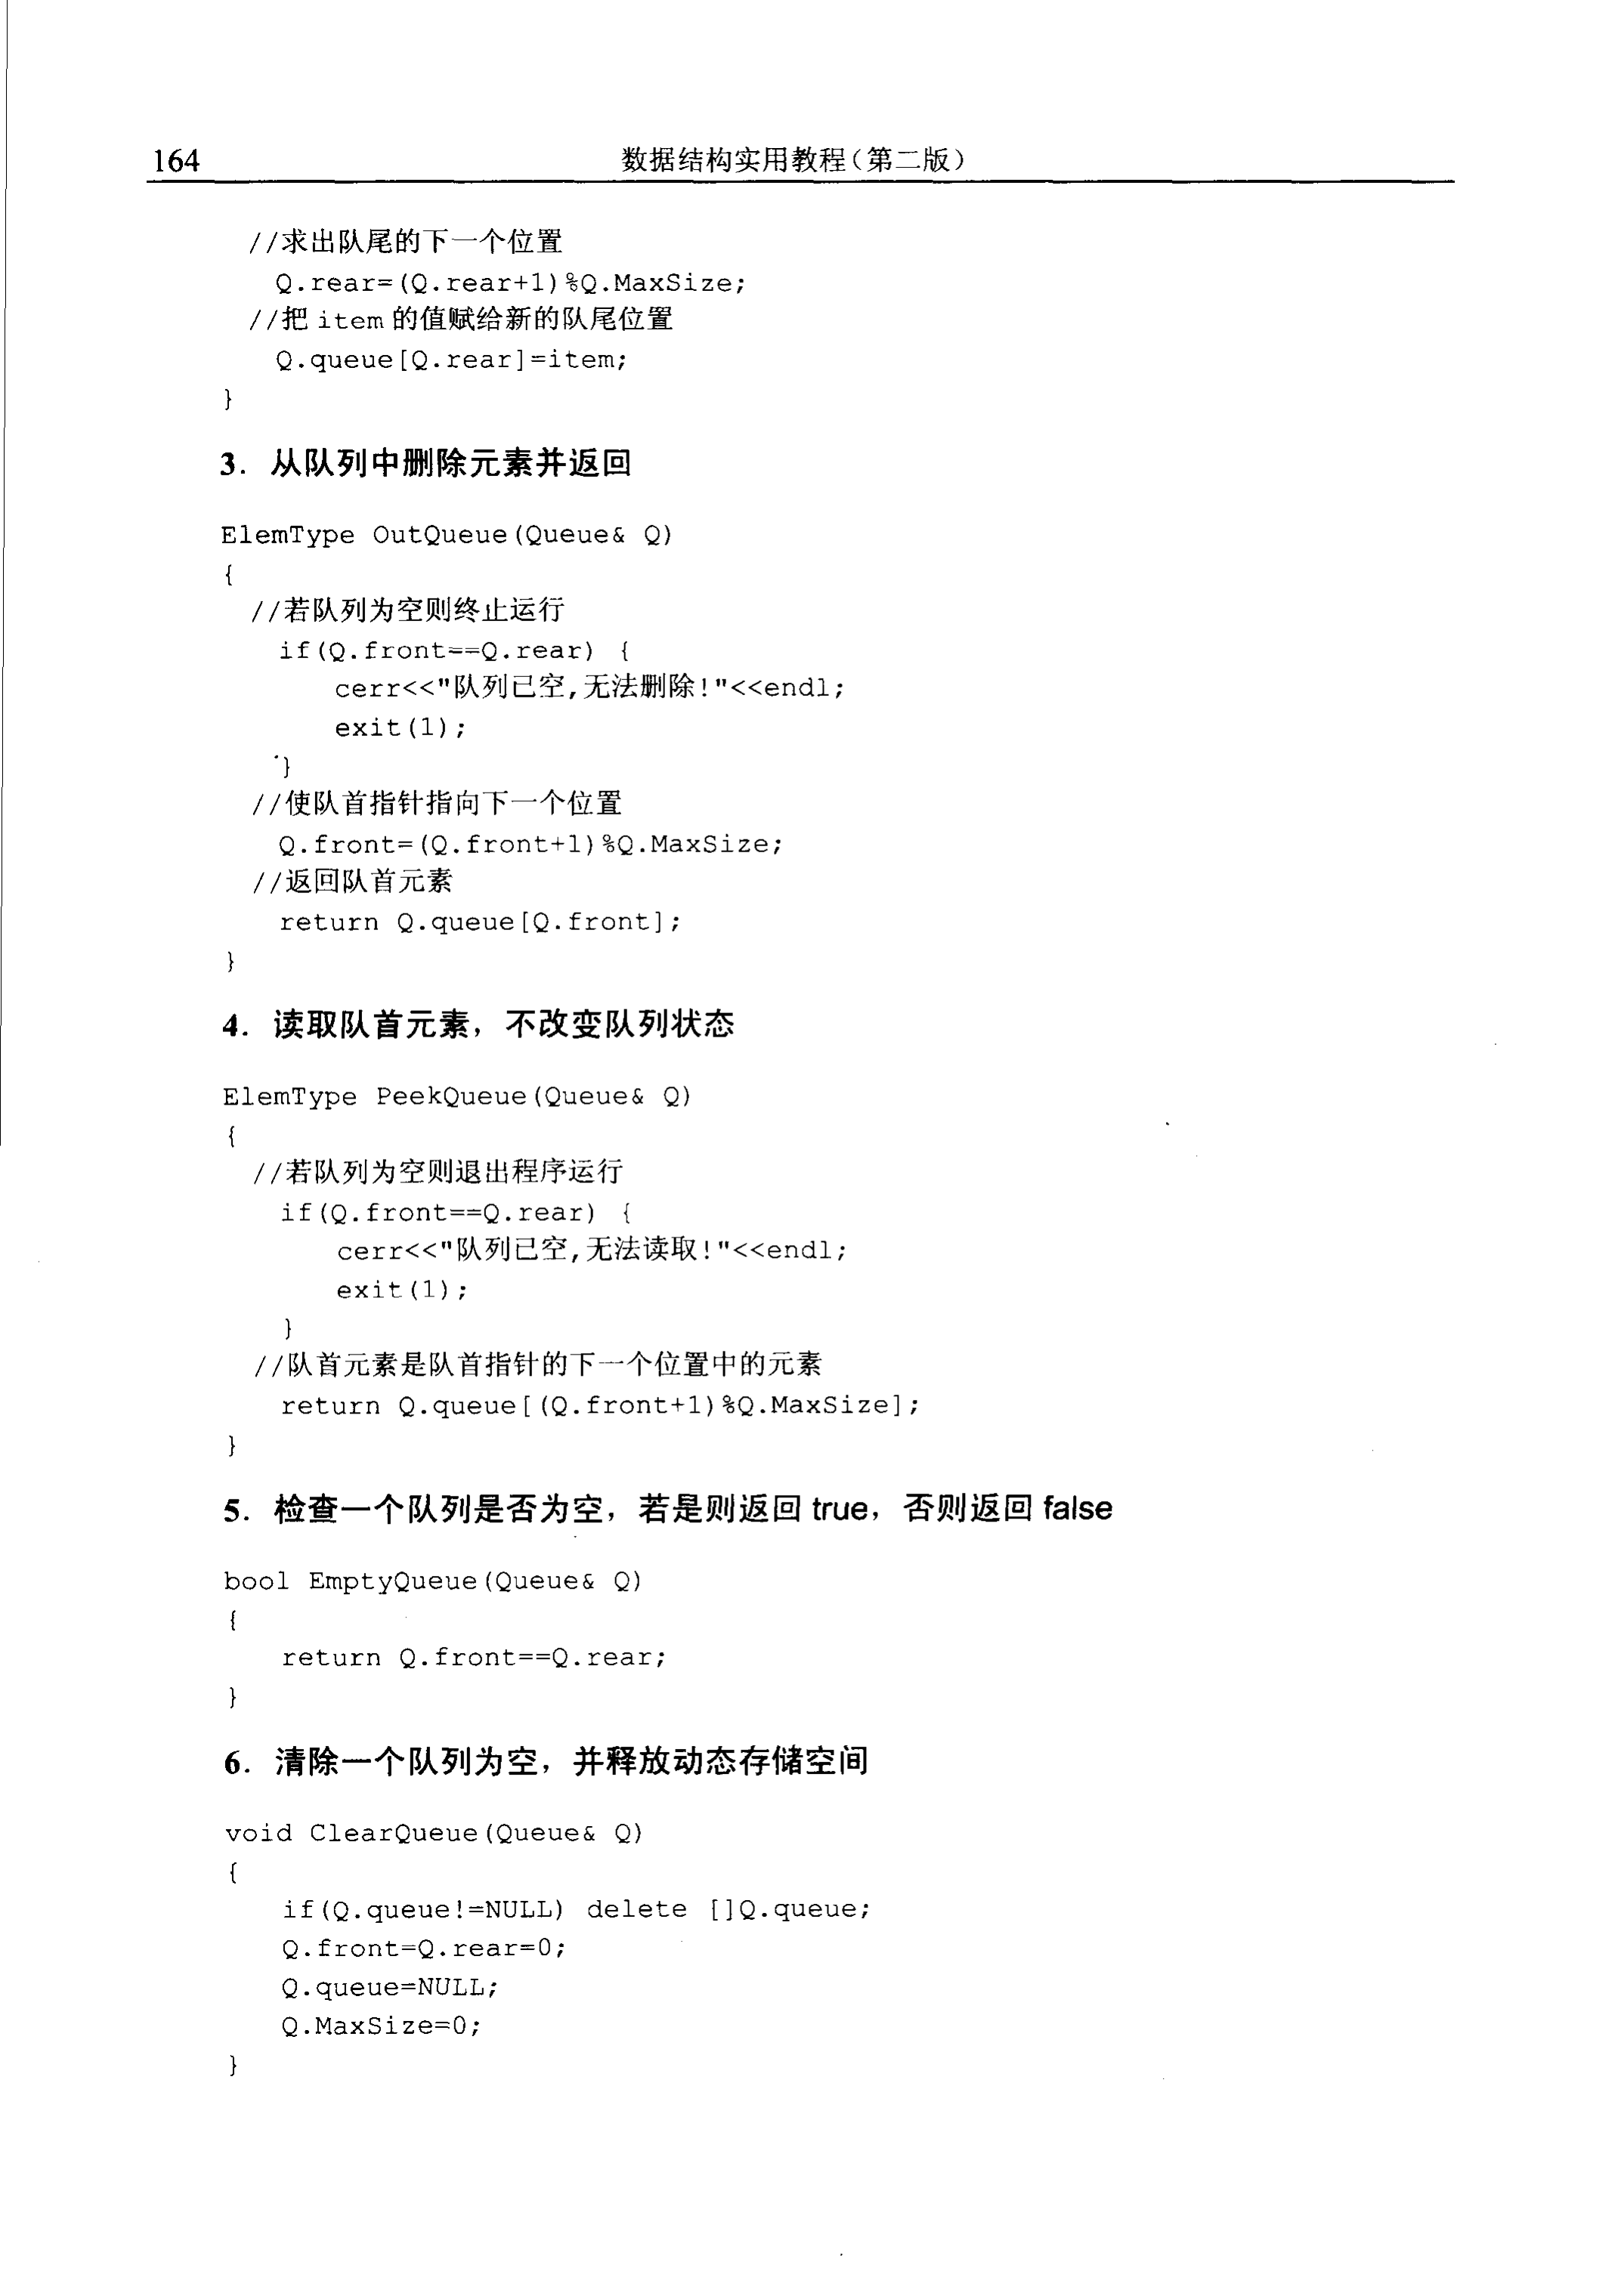 164 数据结构实用教程(第二版)
//求出队尾的下一个位置
Q.rear=(Q.rear+1)%Q.MaxSize;
//把 item 的值赋给新的队尾位置
Q.queue[Q.rear]=item;
}
3. 从队列中删除元素并返回
ElemType OutQueue(Queue& Q)
{
//若队列为空则终止运行
if(Q.front==Q.rear) {
cerr<<"队列已空,无法删除!"<<endl;
exit(1);
}
//使队首指针指向下一个位置
Q.front=(Q.front+1)%Q.MaxSize;
//返回队首元素
return Q.queue[Q.front];
}
4. 读取队首元素，不改变队列状态
ElemType PeekQueue(Queue& Q)
{
//若队列为空则退出程序运行
if(Q.front==Q.rear) {
cerr<<"队列已空,无法读取!"<<endl;
exit(1);
}
//队首元素是队首指针的下一个位置中的元素
return Q.queue[(Q.front+1)%Q.MaxSize];
}
5. 检查一个队列是否为空，若是则返回 true，否则返回 false
bool EmptyQueue(Queue& Q)
{
return Q.front==Q.rear;
}
6. 清除一个队列为空，并释放动态存储空间
void ClearQueue(Queue& Q)
{
if(Q.queue!=NULL) delete []Q.queue;
Q.front=Q.rear=0;
Q.queue=NULL;
Q.MaxSize=0;
}